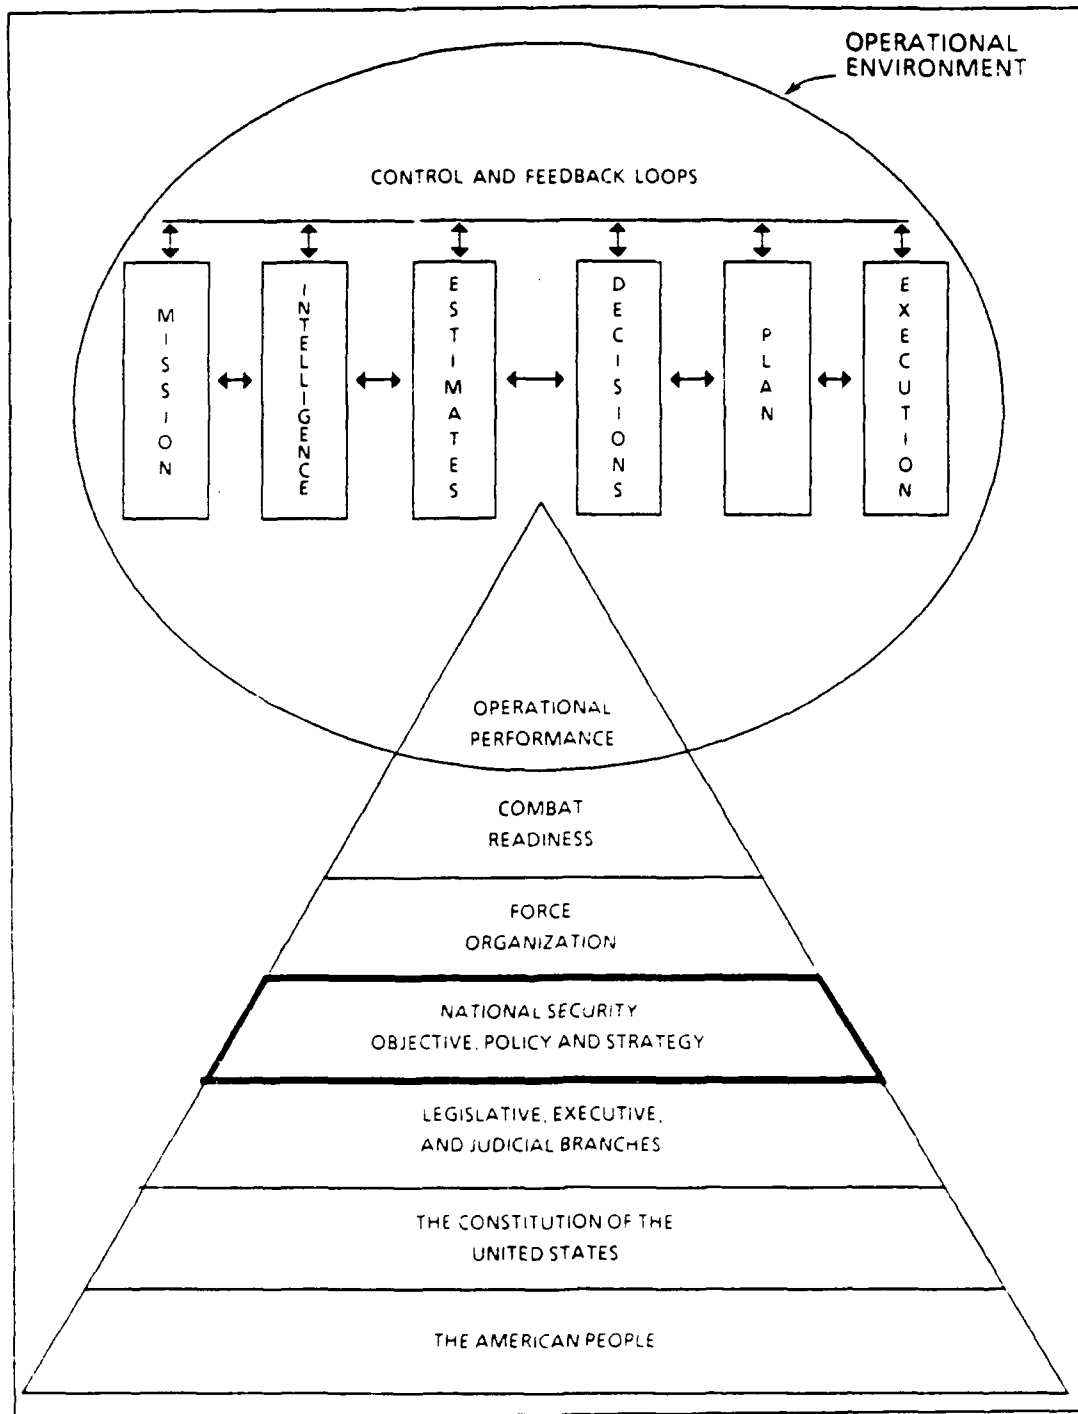 OPERATIONAL
ENVIRONMENT
CONTROL AND FEEDBACK LOOPS
MISSION
INTELLIGENCE
ESTIMATES
DECISIONS
PLAN
EXECUTION
OPERATIONAL
PERFORMANCE
COMBAT
READINESS
FORCE
ORGANIZATION
NATIONAL SECURITY
OBJECTIVE, POLICY AND STRATEGY
LEGISLATIVE, EXECUTIVE,
AND JUDICIAL BRANCHES
THE CONSTITUTION OF THE
UNITED STATES
THE AMERICAN PEOPLE